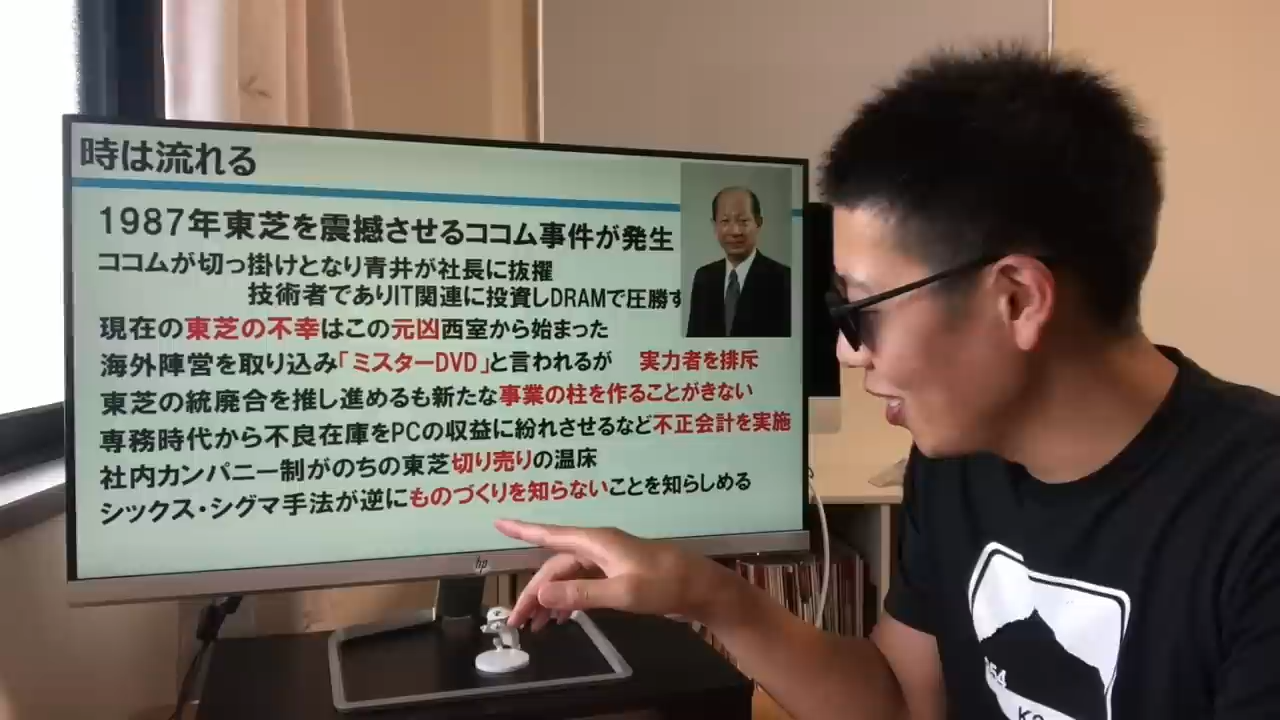 時は流れる
1987年東芝を震撼させるココム事件が発生
ココムが切っ掛けとなり青井が社長に抜擢
技術者でありIT関連に投資しDRAMで圧勝す
現在の東芝の不幸はこの元凶西室から始まった
海外陣営を取り込み「ミスターDVD」と言われるが 実力者を排斥
東芝の統廃合を推し進めるも新たな事業の柱を作ることがきない
専務時代から不良在庫をPCの収益に紛れさせるなど不正会計を実施
社内カンパニー制がのちの東芝切り売りの温床
シックス・シグマ手法が逆にものづくりを知らないことを知らしめる
hp